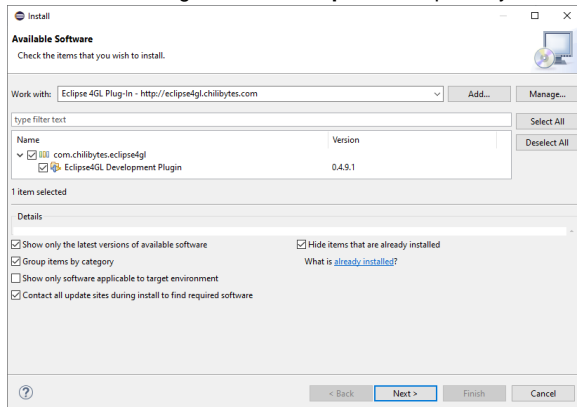 Install
Available Software
Check the items that you wish to install.
Work with: Eclipse 4GL Plug-In - http://eclipse4gl.chilibytes.com Add... Manage...
type filter text Select All
Name Version Deselect All
com.chilibytes.eclipse4gl
Eclipse4GL Development Plugin 0.4.9.1
1 item selected
Details
Show only the latest versions of available software Hide items that are already installed
Group items by category What is already installed?
Show only software applicable to target environment
Contact all update sites during install to find required software
? < Back Next > Finish Cancel